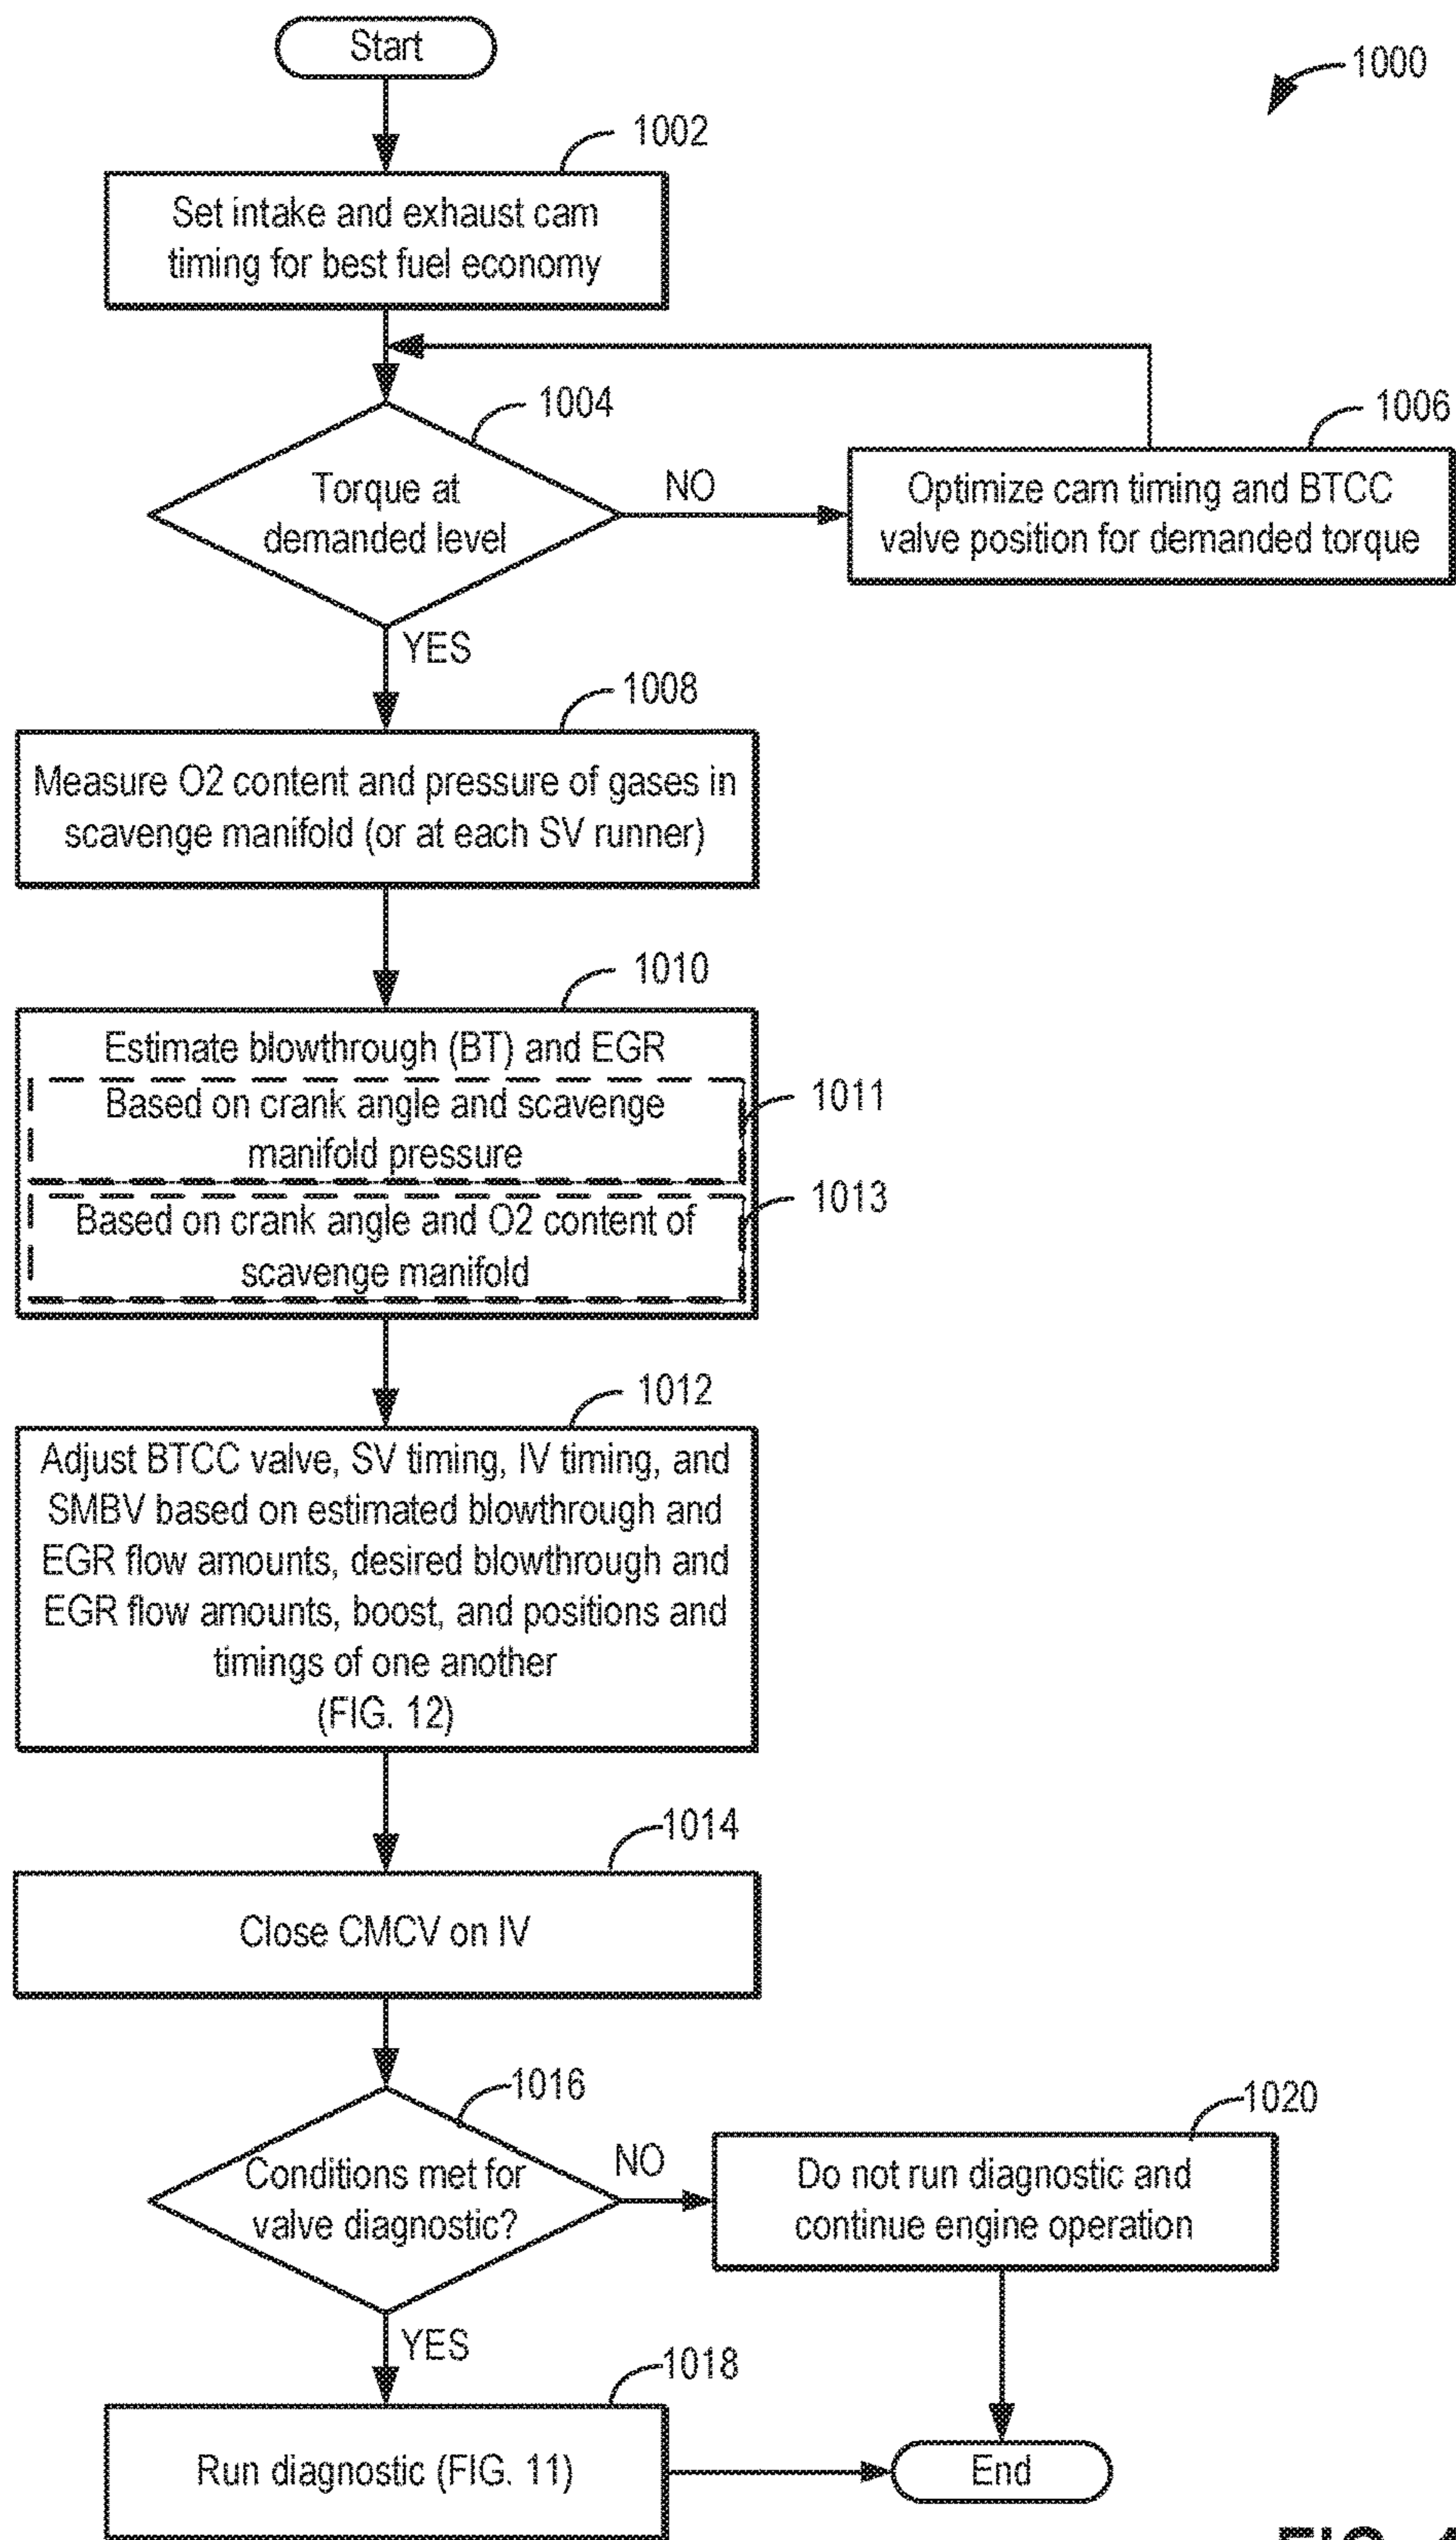 Start
1000
1002
Set intake and exhaust cam
timing for best fuel economy
1004
Torque at
demanded level
NO
1006
Optimize cam timing and BTCC
valve position for demanded torque
YES
1008
Measure O2 content and pressure of gases in
scavenge manifold (or at each SV runner)
1010
Estimate blowthrough (BT) and EGR
1011
Based on crank angle and scavenge
manifold pressure
1013
Based on crank angle and O2 content of
scavenge manifold
1012
Adjust BTCC valve, SV timing, IV timing, and
SMBV based on estimated blowthrough and
EGR flow amounts, desired blowthrough and
EGR flow amounts, boost, and positions and
timings of one another
(FIG. 12)
1014
Close CMCV on IV
1016
Conditions met for
valve diagnostic?
NO
1020
Do not run diagnostic and
continue engine operation
YES
1018
Run diagnostic (FIG. 11)
End